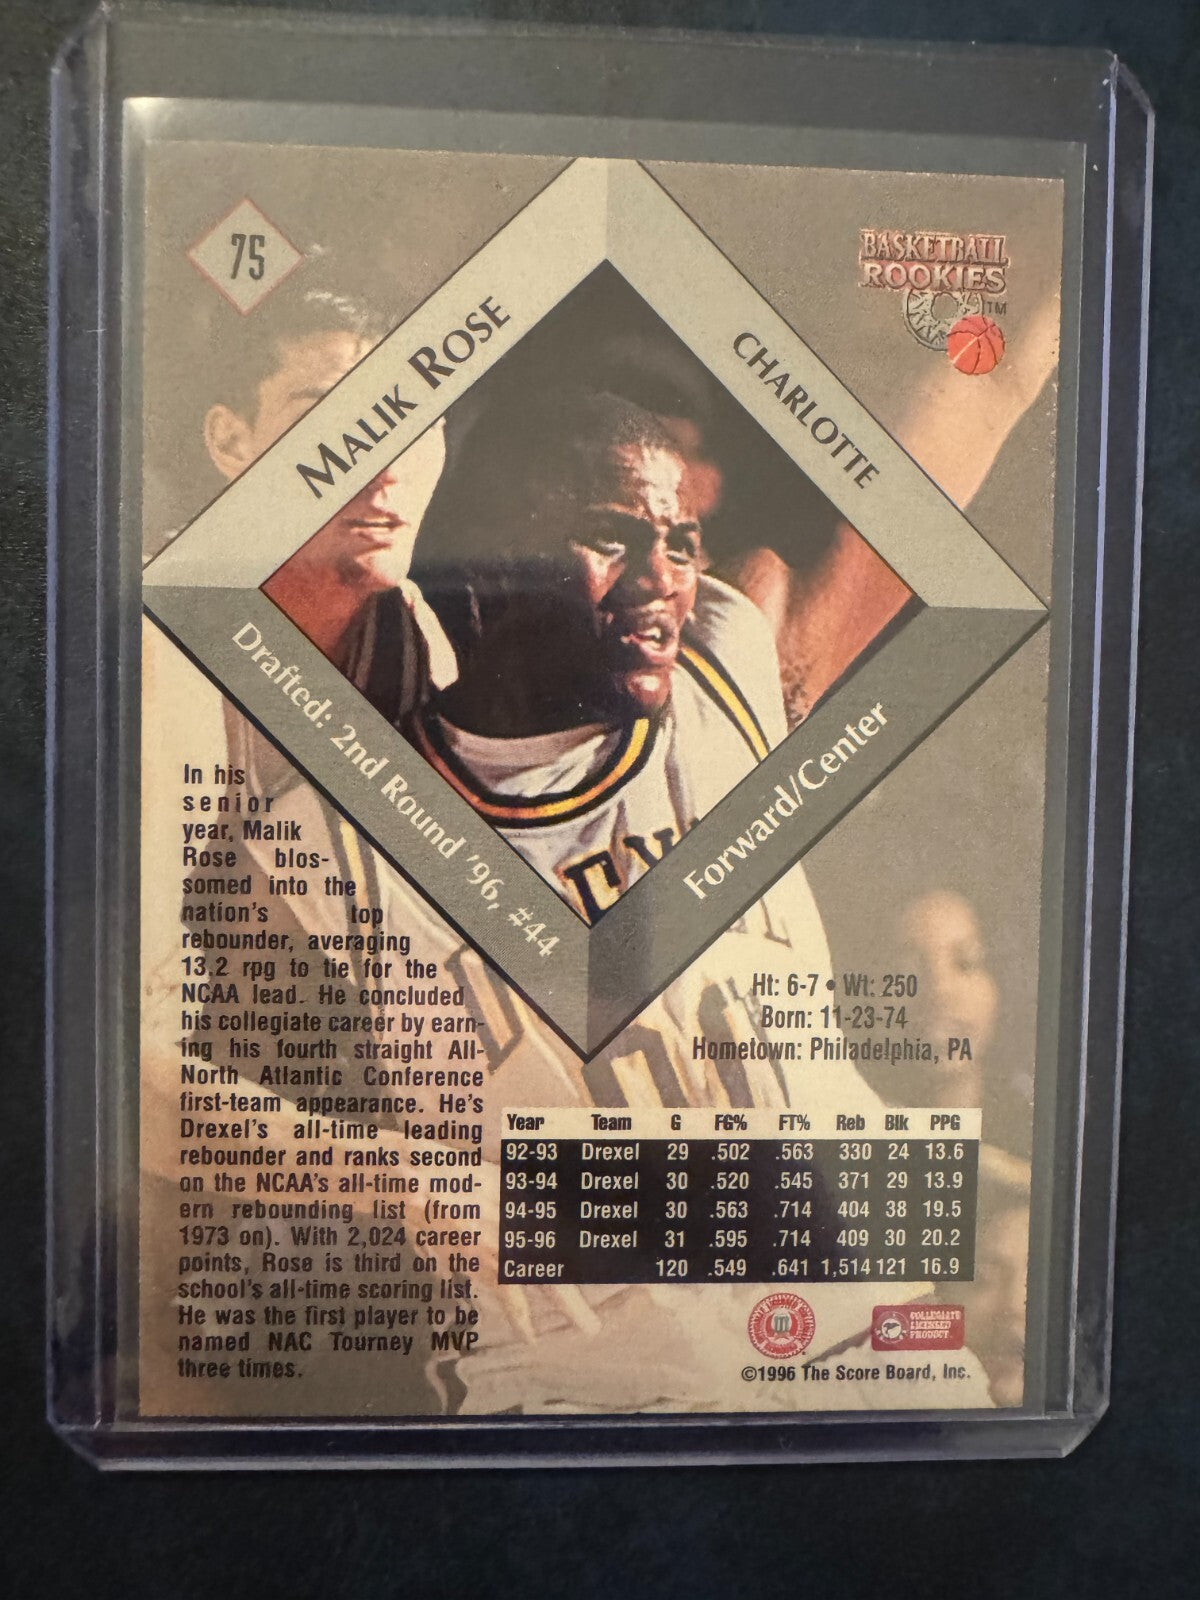 75
BASKETBALL
ROOKIES
TM
MALIK ROSE
CHARLOTTE
Drafted: 2nd Round '96, #44
Forward/Center
In his
senior
year, Malik
Rose blos-
somed into the
nation's top
rebounder, averaging
13.2 rpg to tie for the
NCAA lead. He concluded
his collegiate career by earn-
ing his fourth straight All-
North Atlantic Conference
first-team appearance. He's
Drexel's all-time leading
rebounder and ranks second
on the NCAA's all-time mod-
ern rebounding list (from
1973 on). With 2,024 career
points, Rose is third on the
school's all-time scoring list.
He was the first player to be
named NAC Tourney MVP
three times.
Ht: 6-7 • Wt: 250
Born: 11-23-74
Hometown: Philadelphia, PA
Year Team G FG% FT% Reb Blk PPG
92-93 Drexel 29 .502 .563 330 24 13.6
93-94 Drexel 30 .520 .545 371 29 13.9
94-95 Drexel 30 .563 .714 404 38 19.5
95-96 Drexel 31 .595 .714 409 30 20.2
Career 120 .549 .641 1,514 121 16.9
COLLEGIATE
LICENSED
PRODUCT
©1996 The Score Board, Inc.